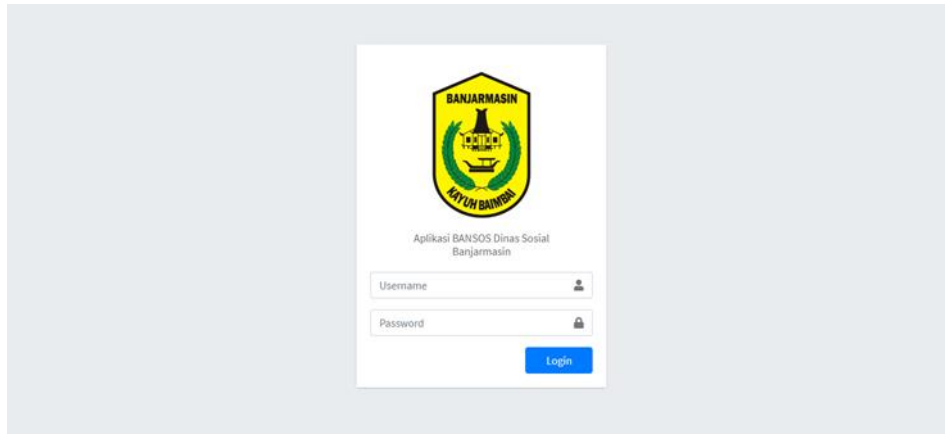 BANJARMASIN
KAYUH BAIMBAI
Aplikasi BANSOS Dinas Sosial
Banjarmasin
Username
Password
Login